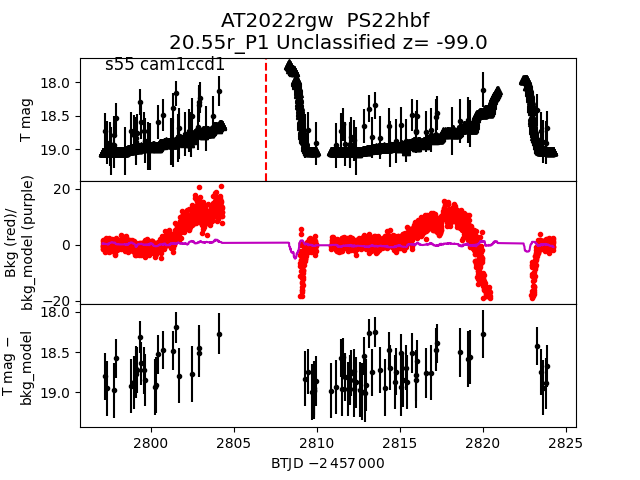 AT2022rgw PS22hbf
20.55r_P1 Unclassified z= -99.0
s55 cam1ccd1
T mag
18.0
18.5
19.0
Bkg (red)/
bkg_model (purple)
20
0
−20
T mag −
bkg_model
18.0
18.5
19.0
2800 2805 2810 2815 2820 2825
BTJD −2 457 000